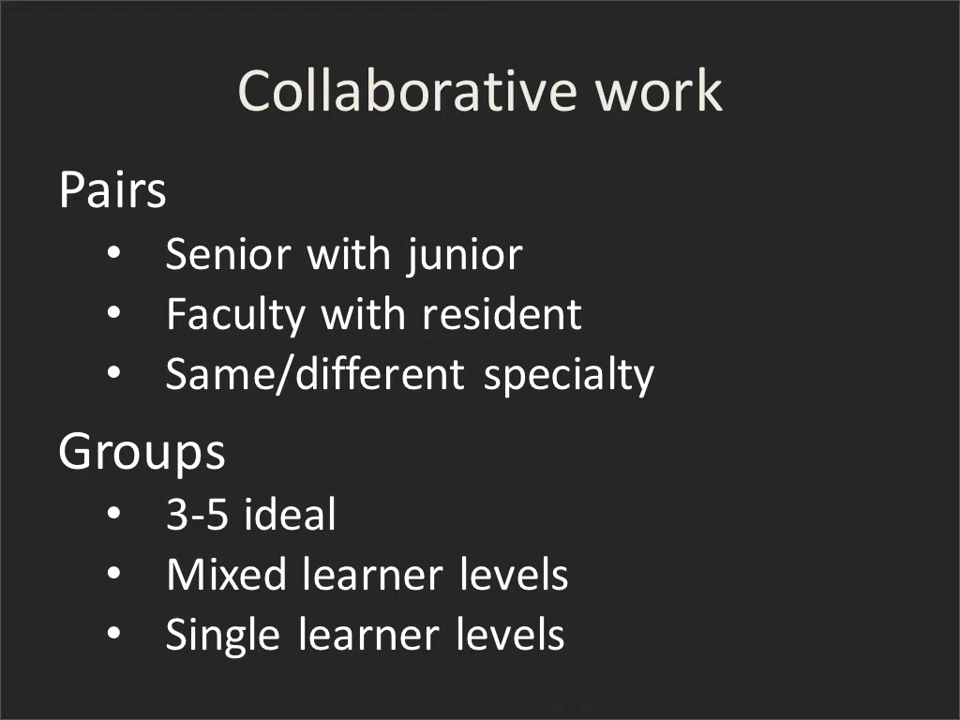 Collaborative work
Pairs
• Senior with junior
• Faculty with resident
• Same/different specialty
Groups
• 3-5 ideal
• Mixed learner levels
• Single learner levels